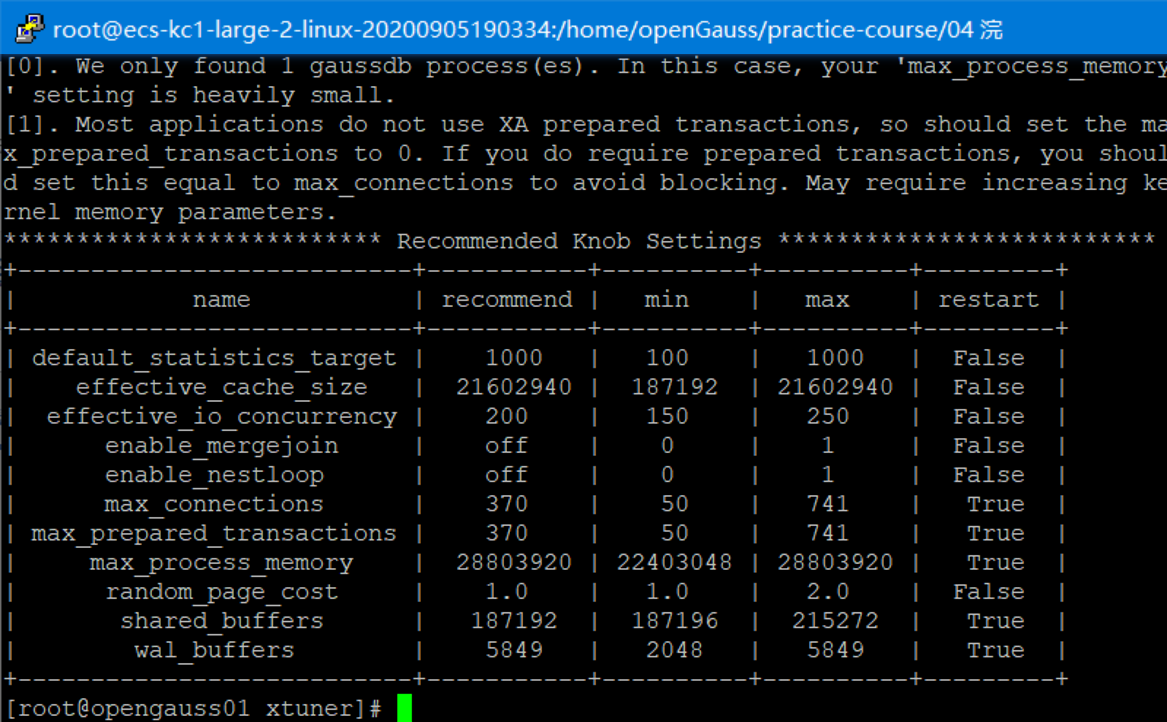 root@ecs-kc1-large-2-linux-20200905190334:/home/openGauss/practice-course/04 浣
[0]. We only found 1 gaussdb process(es). In this case, your 'max_process_memory
' setting is heavily small.
[1]. Most applications do not use XA prepared transactions, so should set the ma
x_prepared_transactions to 0. If you do require prepared transactions, you shoul
d set this equal to max_connections to avoid blocking. May require increasing ke
rnel memory parameters.
************************** Recommended Knob Settings **************************
+---------------------------+-----------+----------+----------+---------+
|            name           | recommend |   min    |   max    | restart |
+---------------------------+-----------+----------+----------+---------+
| default_statistics_target |    1000   |   100    |   1000   |  False  |
|    effective_cache_size   |  21602940 |  187192  | 21602940 |  False  |
|  effective_io_concurrency |    200    |   150    |   250    |  False  |
|      enable_mergejoin     |    off    |    0     |    1     |  False  |
|      enable_nestloop      |    off    |    0     |    1     |  False  |
|      max_connections      |    370    |    50    |   741    |   True  |
| max_prepared_transactions |    370    |    50    |   741    |   True  |
|     max_process_memory    |  28803920 | 22403048 | 28803920 |   True  |
|      random_page_cost     |    1.0    |   1.0    |   2.0    |  False  |
|       shared_buffers      |   187192  |  187196  |  215272  |   True  |
|        wal_buffers        |    5849   |   2048   |   5849   |   True  |
+---------------------------+-----------+----------+----------+---------+
[root@opengauss01 xtuner]#